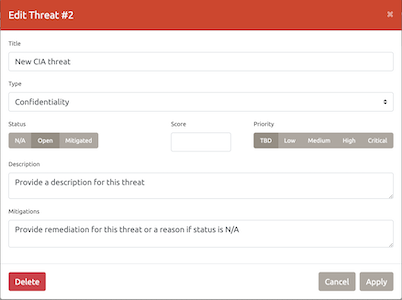 Edit Threat #2
Title
New CIA threat
Type
Confidentiality
Status Score Priority
N/A Open Mitigated TBD Low Medium High Critical
Description
Provide a description for this threat
Mitigations
Provide remediation for this threat or a reason if status is N/A
Delete Cancel Apply